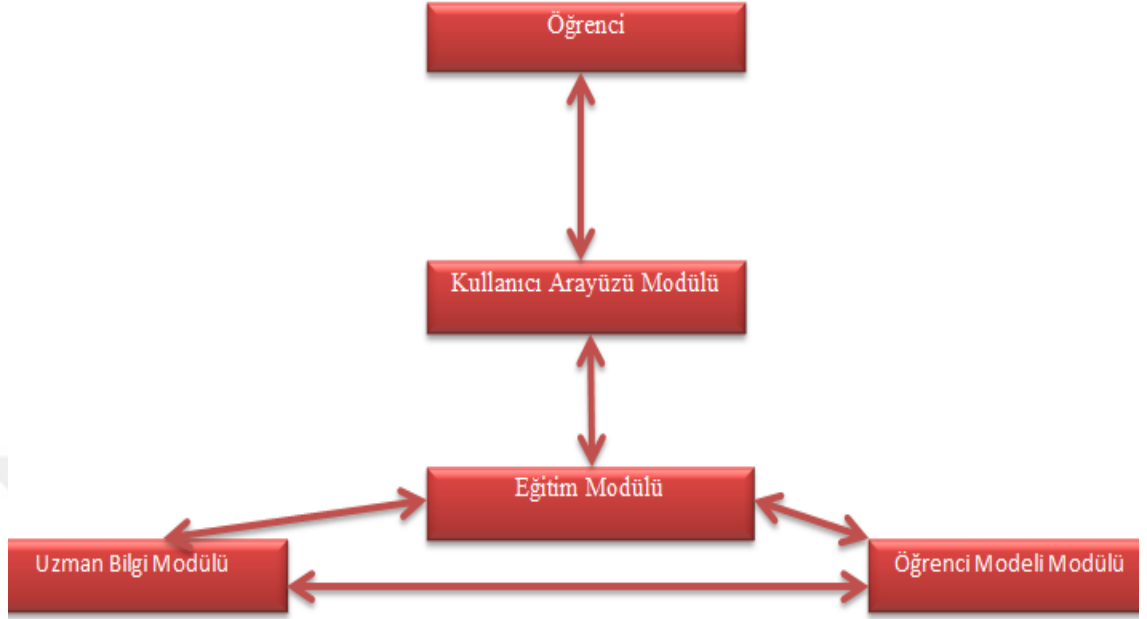 Öğrenci
Kullanıcı Arayüzü Modülü
Eğitim Modülü
Uzman Bilgi Modülü
Öğrenci Modeli Modülü